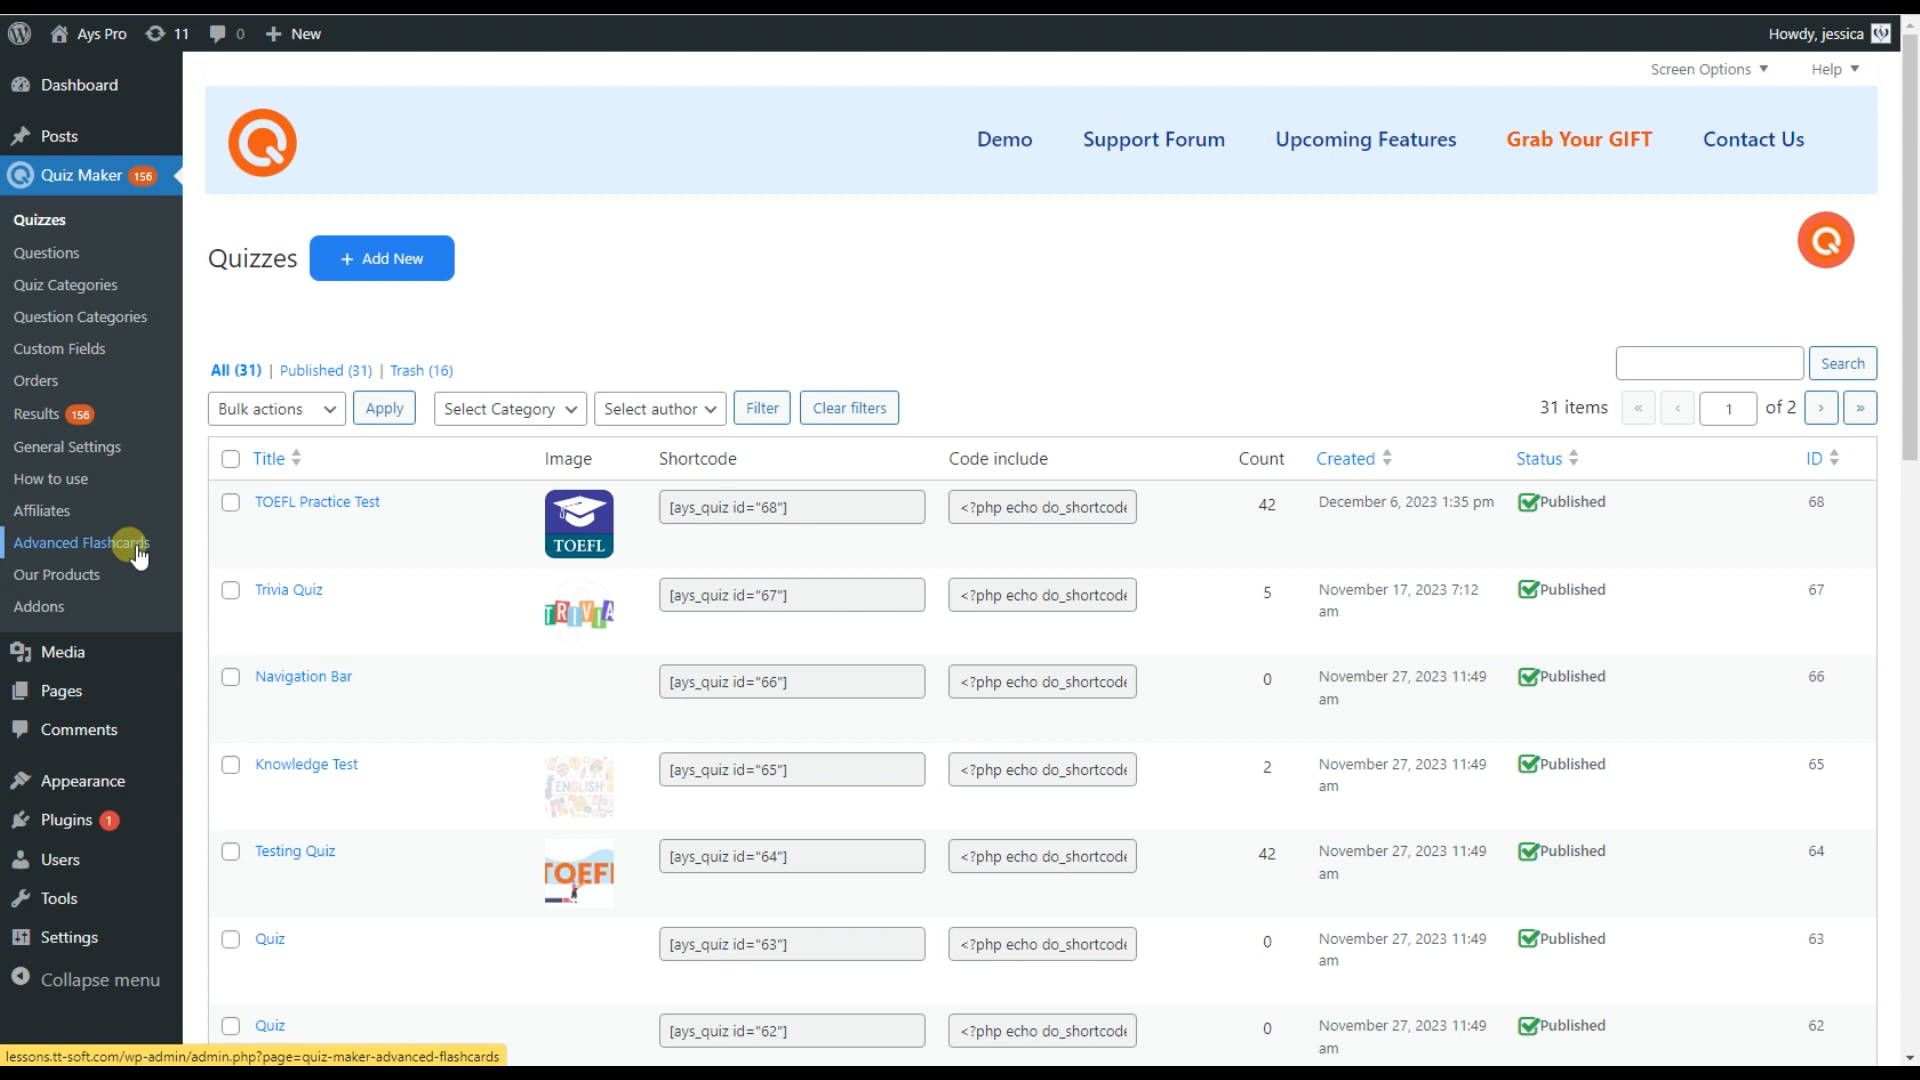 Ays Pro 11 0 New Howdy, jessica
Dashboard
Posts
Quiz Maker 156
Quizzes
Questions
Quiz Categories
Question Categories
Custom Fields
Orders
Results 156
General Settings
How to use
Affiliates
Advanced Flashcards
Our Products
Addons
Media
Pages
Comments
Appearance
Plugins 1
Users
Tools
Settings
Collapse menu
lessons.tt-soft.com/wp-admin/admin.php?page=quiz-maker-advanced-flashcards
Screen Options Help
Demo Support Forum Upcoming Features Grab Your GIFT Contact Us
Quizzes + Add New
All (31) | Published (31) | Trash (16)
Search
Bulk actions Apply Select Category Select author Filter Clear filters 31 items « ‹ 1 of 2 › »
Title Image Shortcode Code include Count Created Status ID
TOEFL Practice Test [ays_quiz id="68"] <?php echo do_shortcode 42 December 6, 2023 1:35 pm Published 68
TOEFL
Trivia Quiz [ays_quiz id="67"] <?php echo do_shortcode 5 November 17, 2023 7:12 Published 67
TRIVIA am
Navigation Bar [ays_quiz id="66"] <?php echo do_shortcode 0 November 27, 2023 11:49 Published 66
am
Knowledge Test [ays_quiz id="65"] <?php echo do_shortcode 2 November 27, 2023 11:49 Published 65
ENGLISH am
Testing Quiz [ays_quiz id="64"] <?php echo do_shortcode 42 November 27, 2023 11:49 Published 64
TOEFL am
Quiz [ays_quiz id="63"] <?php echo do_shortcode 0 November 27, 2023 11:49 Published 63
am
Quiz [ays_quiz id="62"] <?php echo do_shortcode 0 November 27, 2023 11:49 Published 62
am